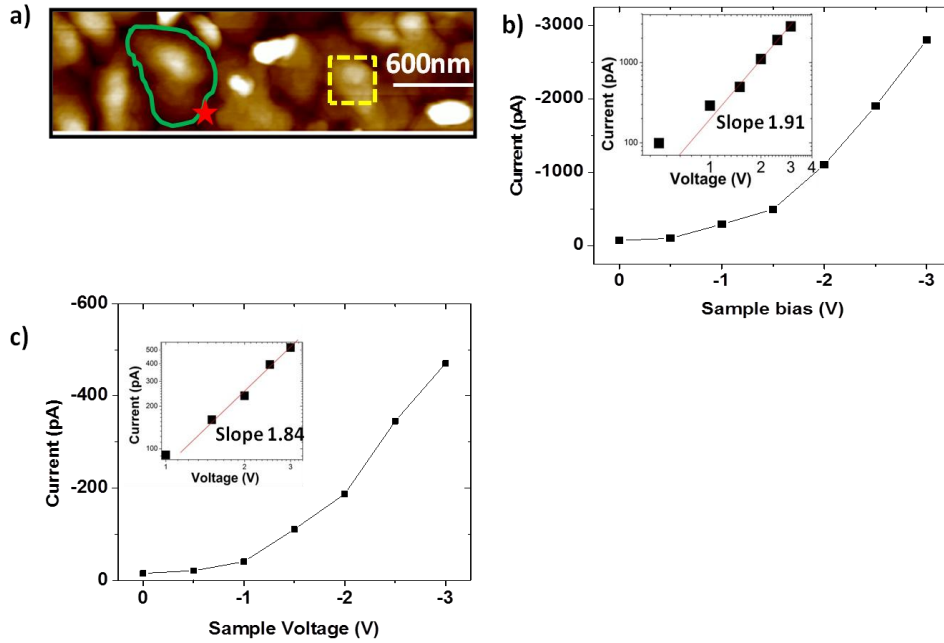 a)
600nm
b)
-3000
-2000
-1000
0
Current (pA)
0
-1
-2
-3
Sample bias (V)
1000
100
Current (pA)
1
2
3
4
Voltage (V)
Slope 1.91
c)
-600
-400
-200
0
Current (pA)
0
-1
-2
-3
Sample Voltage (V)
500
400
300
200
100
Current (pA)
1
2
3
Voltage (V)
Slope 1.84